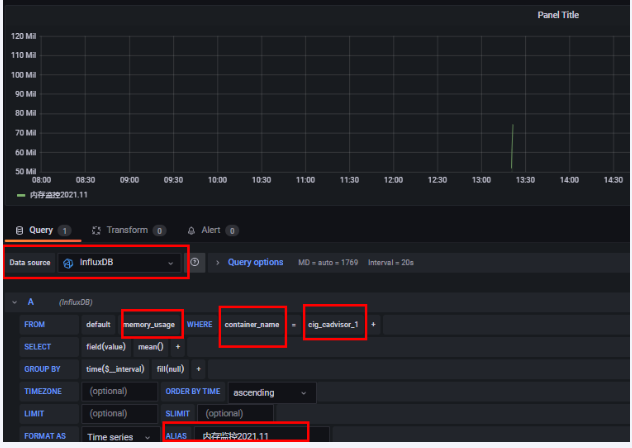 Panel Title
120 Mil
110 Mil
100 Mil
90 Mil
80 Mil
70 Mil
60 Mil
50 Mil
08:00 08:30 09:00 09:30 10:00 10:30 11:00 11:30 12:00 12:30 13:00 13:30 14:00 14:30
内存监控2021.11
Query 1 Transform 0 Alert 0
Data source InfluxDB Query options MD = auto = 1769 Interval = 20s
A (InfluxDB)
FROM default memory_usage WHERE container_name = cig_cadvisor_1 +
SELECT field(value) mean() +
GROUP BY time($__interval) fill(null) +
TIMEZONE (optional) ORDER BY TIME ascending
LIMIT (optional) SLIMIT (optional)
FORMAT AS Time series ALIAS 内存监控2021.11